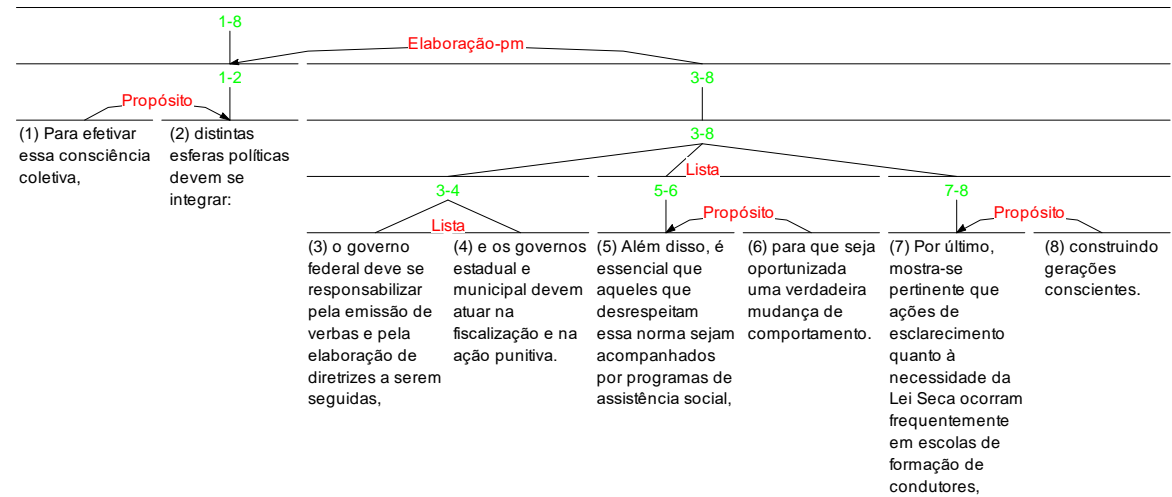 1-8
Elaboração-pm
1-2
3-8
Propósito
(1) Para efetivar
essa consciência
coletiva,
(2) distintas
esferas políticas
devem se
integrar:
3-8
Lista
3-4
5-6
7-8
Lista
Propósito
Propósito
(3) o governo
federal deve se
responsabilizar
pela emissão de
verbas e pela
elaboração de
diretrizes a serem
seguidas,
(4) e os governos
estadual e
municipal devem
atuar na
fiscalização e na
ação punitiva.
(5) Além disso, é
essencial que
aqueles que
desrespeitam
essa norma sejam
acompanhados
por programas de
assistência social,
(6) para que seja
oportunizada
uma verdadeira
mudança de
comportamento.
(7) Por último,
mostra-se
pertinente que
ações de
esclarecimento
quanto à
necessidade da
Lei Seca ocorram
frequentemente
em escolas de
formação de
condutores,
(8) construindo
gerações
conscientes.